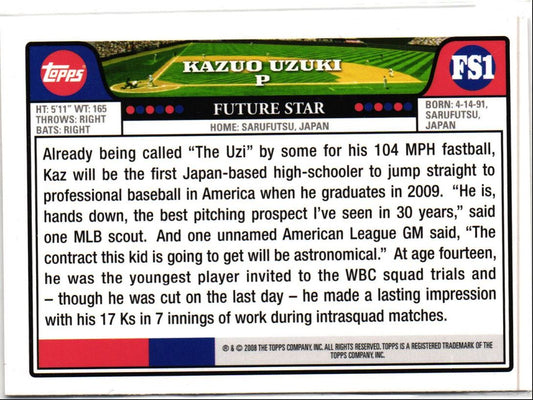 Topps
KAZUO UZUKI
P
FS1
HT: 5'11" WT: 165
THROWS: RIGHT
BATS: RIGHT
FUTURE STAR
HOME: SARUFUTSU, JAPAN
BORN: 4-14-91,
SARUFUTSU,
JAPAN
Already being called "The Uzi" by some for his 104 MPH fastball,
Kaz will be the first Japan-based high-schooler to jump straight to
professional baseball in America when he graduates in 2009. "He is,
hands down, the best pitching prospect I've seen in 30 years," said
one MLB scout. And one unnamed American League GM said, "The
contract this kid is going to get will be astronomical." At age fourteen,
he was the youngest player invited to the WBC squad trials and
– though he was cut on the last day – he made a lasting impression
with his 17 Ks in 7 innings of work during intrasquad matches.
® & © 2008 THE TOPPS COMPANY, INC. ALL RIGHTS RESERVED. TOPPS IS A REGISTERED TRADEMARK OF THE
TOPPS COMPANY, INC.